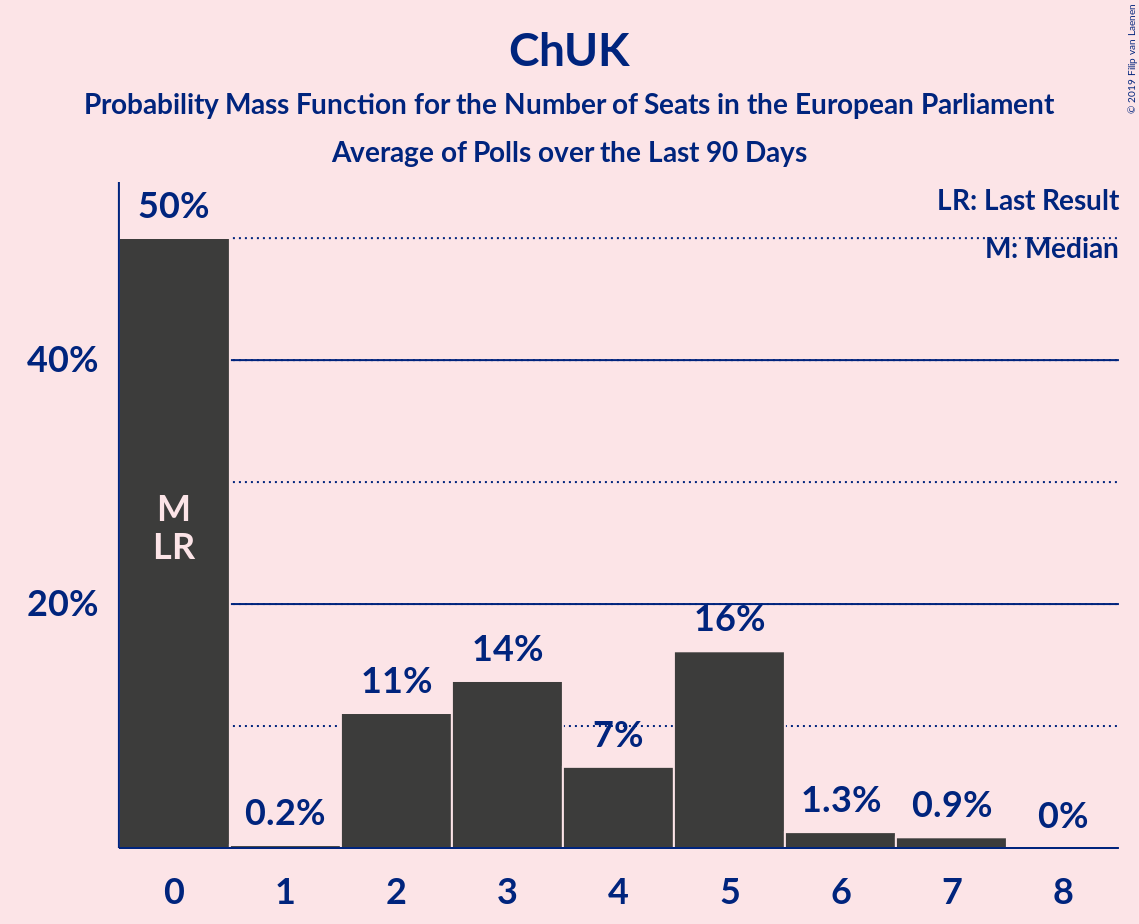 ChUK
Probability Mass Function for the Number of Seats in the European Parliament
Average of Polls over the Last 90 Days
© 2019 Filip van Laenen
LR: Last Result
M: Median
50%
40%
20%
M
LR
0.2%
11%
14%
7%
16%
1.3%
0.9%
0%
0 1 2 3 4 5 6 7 8